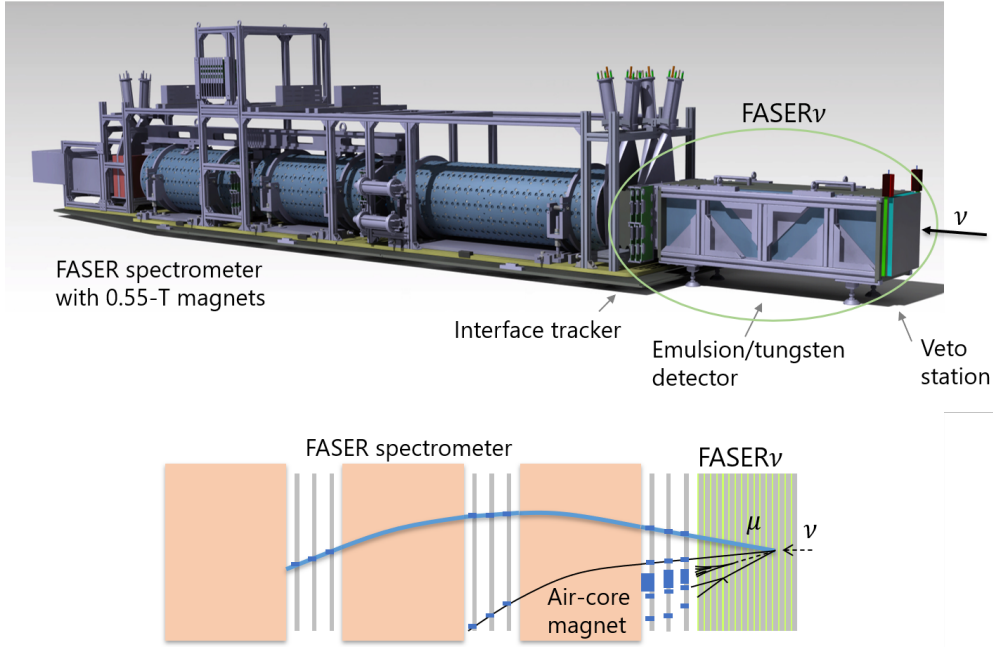 FASERν
ν
FASER spectrometer
with 0.55-T magnets
Interface tracker
Emulsion/tungsten
detector
Veto
station
FASER spectrometer
FASERν
μ
ν
Air-core
magnet